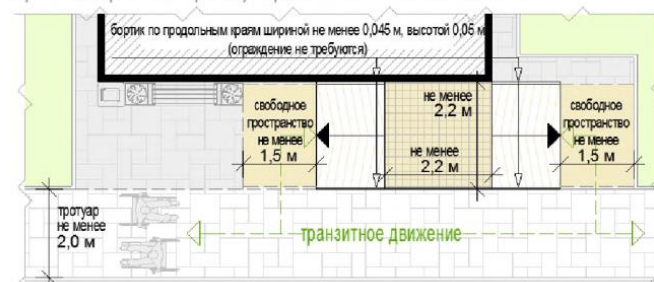 бортик по продольным краям шириной не менее 0,045 м, высотой 0,05 м
(ограждение не требуются)
свободное
пространство
не менее
1,5 м
не менее
2,2 м
не менее
2,2 м
свободное
пространство
не менее
1,5 м
тротуар
не менее
2,0 м
транзитное движение